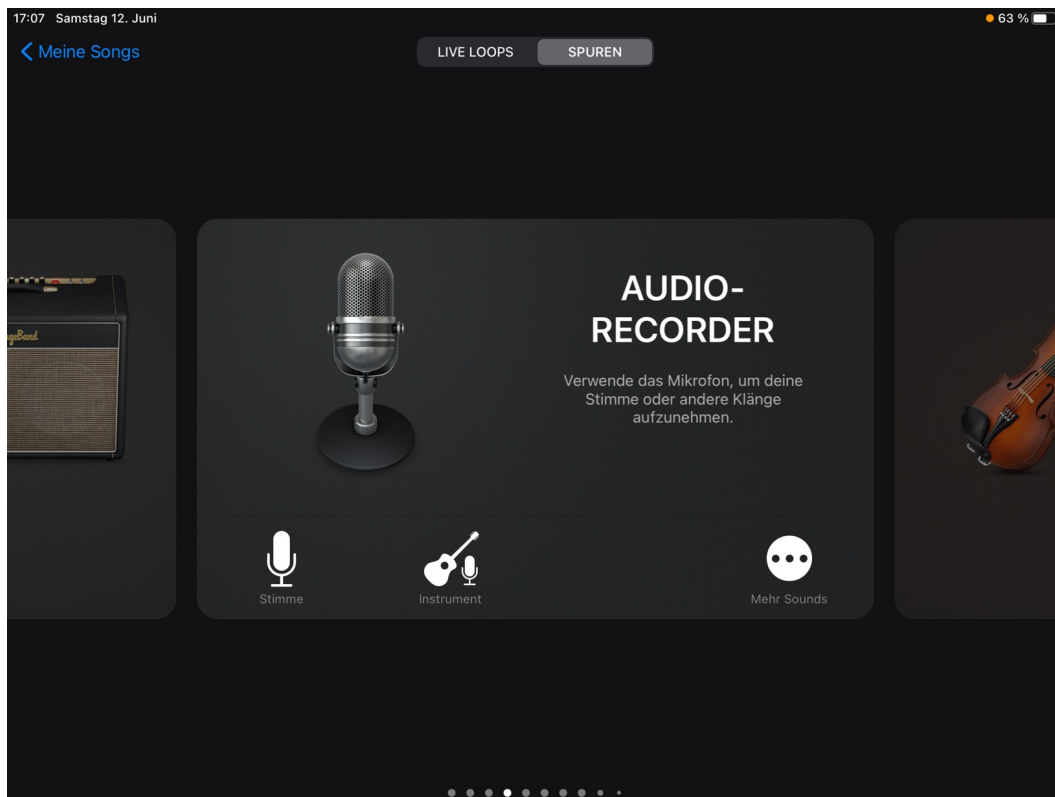 17:07 Samstag 12. Juni
63 %
Meine Songs
LIVE LOOPS
SPUREN
AUDIO-
RECORDER
Verwende das Mikrofon, um deine
Stimme oder andere Klänge
aufzunehmen.
Stimme
Instrument
Mehr Sounds